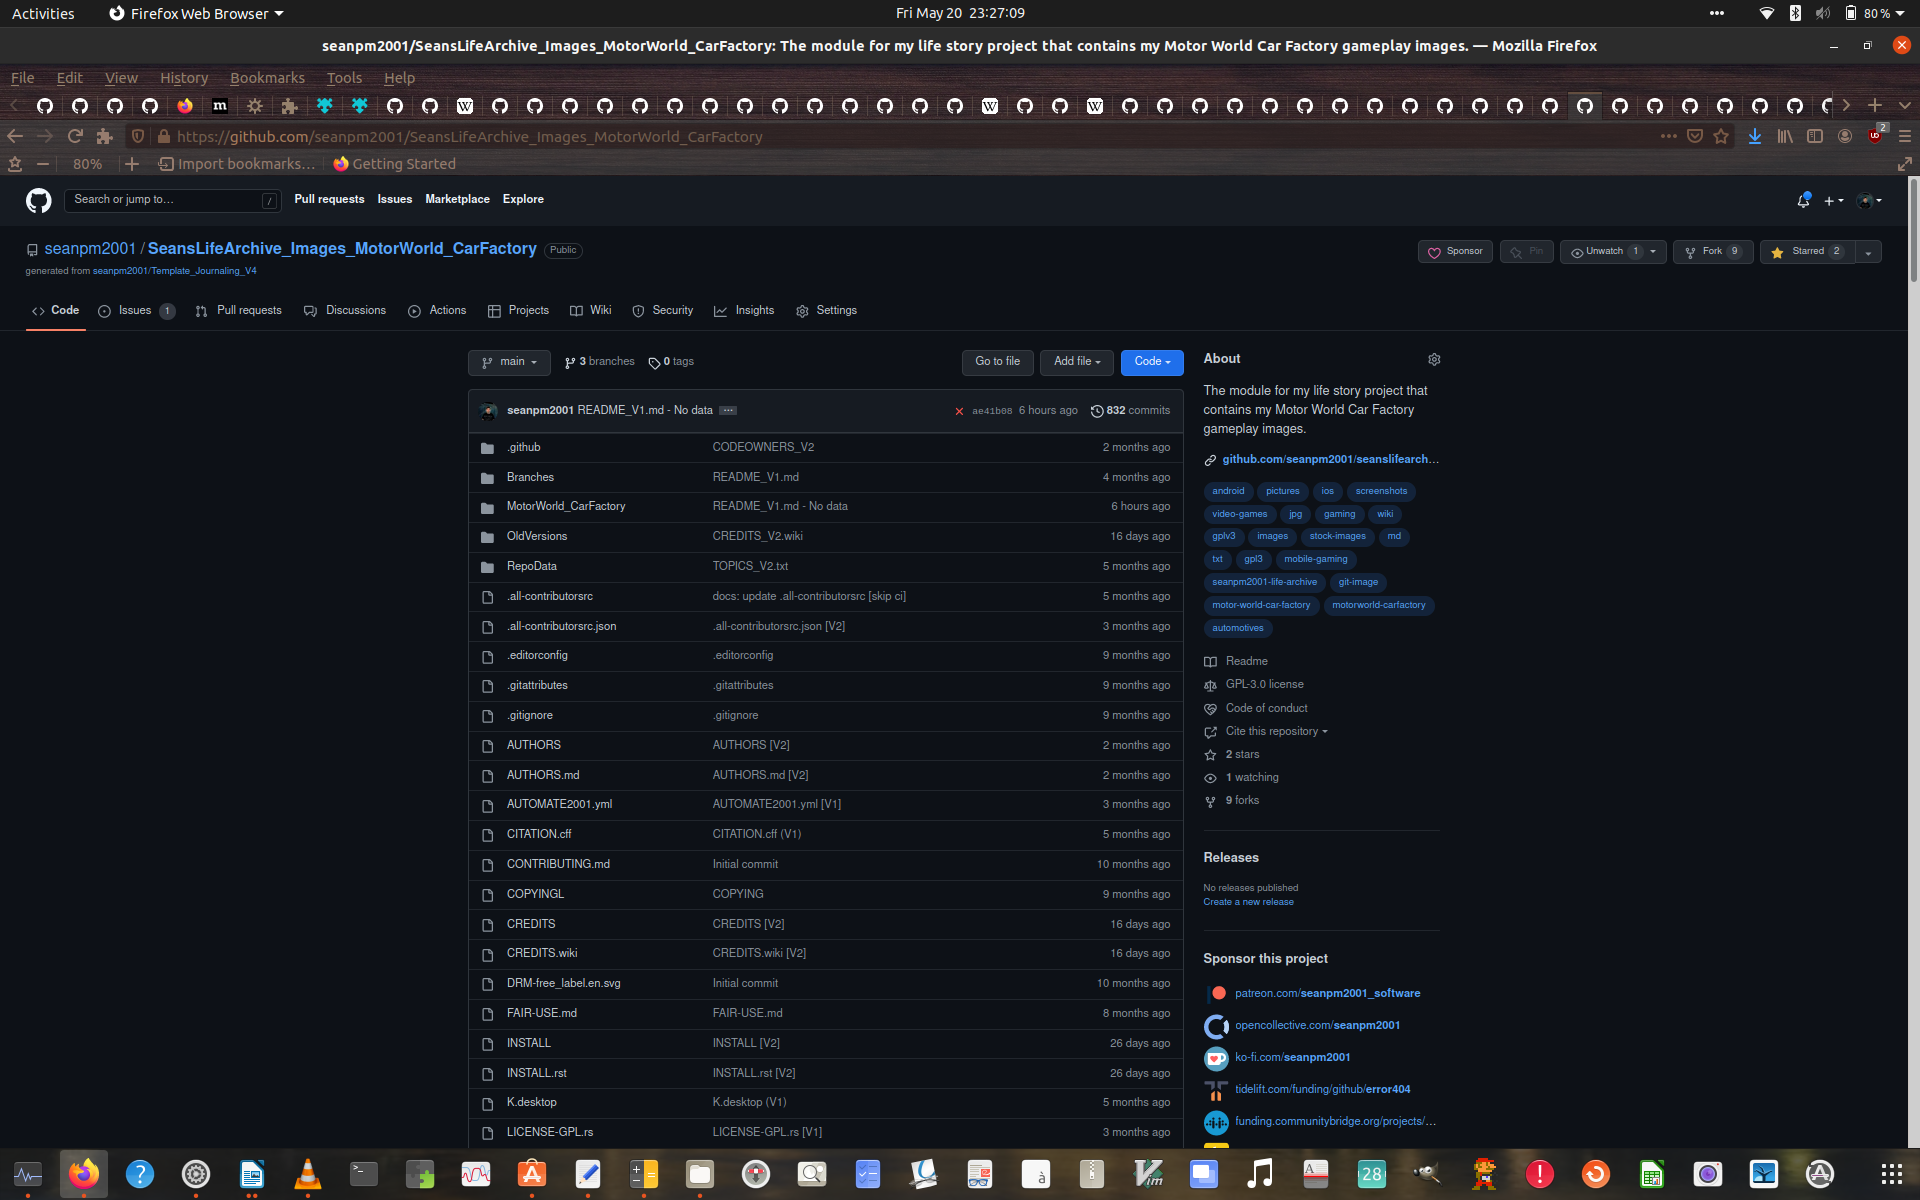 Activities
Firefox Web Browser
Fri May 20 23:27:09
80 %
seanpm2001/SeansLifeArchive_Images_MotorWorld_CarFactory: The module for my life story project that contains my Motor World Car Factory gameplay images. — Mozilla Firefox
File Edit View History Bookmarks Tools Help
https://github.com/seanpm2001/SeansLifeArchive_Images_MotorWorld_CarFactory
2
80%
Import bookmarks...
Getting Started
Search or jump to...
/
Pull requests Issues Marketplace Explore
seanpm2001 / SeansLifeArchive_Images_MotorWorld_CarFactory Public
Sponsor
Pin
Unwatch 1
Fork 9
Starred 2
generated from seanpm2001/Template_Journaling_V4
Code Issues 1 Pull requests Discussions Actions Projects Wiki Security Insights Settings
main 3 branches 0 tags
Go to file Add file Code
seanpm2001 README_V1.md - No data ... ae41b08 6 hours ago 832 commits
.github CODEOWNERS_V2 2 months ago
Branches README_V1.md 4 months ago
MotorWorld_CarFactory README_V1.md - No data 6 hours ago
OldVersions CREDITS_V2.wiki 16 days ago
RepoData TOPICS_V2.txt 5 months ago
.all-contributorsrc docs: update .all-contributorsrc [skip ci] 5 months ago
.all-contributorsrc.json .all-contributorsrc.json [V2] 3 months ago
.editorconfig .editorconfig 9 months ago
.gitattributes .gitattributes 9 months ago
.gitignore .gitignore 9 months ago
AUTHORS AUTHORS [V2] 2 months ago
AUTHORS.md AUTHORS.md [V2] 2 months ago
AUTOMATE2001.yml AUTOMATE2001.yml [V1] 3 months ago
CITATION.cff CITATION.cff (V1) 5 months ago
CONTRIBUTING.md Initial commit 10 months ago
COPYINGL COPYING 9 months ago
CREDITS CREDITS [V2] 16 days ago
CREDITS.wiki CREDITS.wiki [V2] 16 days ago
DRM-free_label.en.svg Initial commit 10 months ago
FAIR-USE.md FAIR-USE.md 8 months ago
INSTALL INSTALL [V2] 26 days ago
INSTALL.rst INSTALL.rst [V2] 26 days ago
K.desktop K.desktop (V1) 5 months ago
LICENSE-GPL.rs LICENSE-GPL.rs [V1] 3 months ago
About
The module for my life story project that
contains my Motor World Car Factory
gameplay images.
github.com/seanpm2001/seanslifearch...
android pictures ios screenshots
video-games jpg gaming wiki
gplv3 images stock-images md
txt gpl3 mobile-gaming
seanpm2001-life-archive git-image
motor-world-car-factory motorworld-carfactory
automotives
Readme
GPL-3.0 license
Code of conduct
Cite this repository
2 stars
1 watching
9 forks
Releases
No releases published
Create a new release
Sponsor this project
patreon.com/seanpm2001_software
opencollective.com/seanpm2001
ko-fi.com/seanpm2001
tidelift.com/funding/github/error404
funding.communitybridge.org/projects/...
28